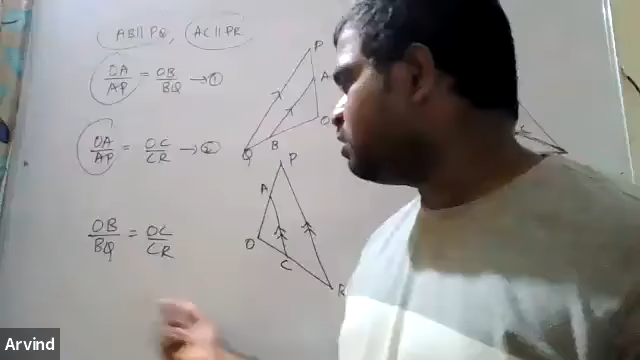 AB || PQ, AC || PR
OA/AP = OB/BQ → ①
OA/AP = OC/CR → ②
OB/BQ = OC/CR
P
A
O
B
Q
P
A
O
C
R
Arvind